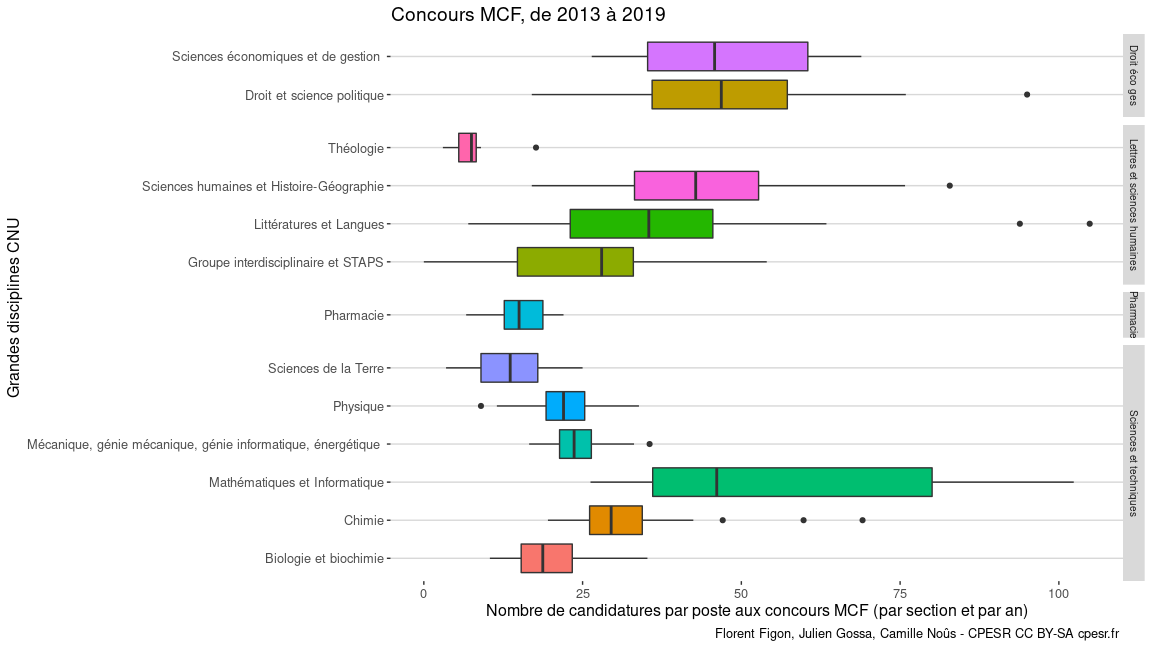 Concours MCF, de 2013 à 2019
Grandes disciplines CNU
Sciences économiques et de gestion
Droit et science politique
Droit éco ges
Théologie
Sciences humaines et Histoire-Géographie
Littératures et Langues
Groupe interdisciplinaire et STAPS
Lettres et sciences humaines
Pharmacie
Pharmacie
Sciences de la Terre
Physique
Mécanique, génie mécanique, génie informatique, énergétique
Mathématiques et Informatique
Chimie
Biologie et biochimie
Sciences et techniques
0 25 50 75 100
Nombre de candidatures par poste aux concours MCF (par section et par an)
Florent Figon, Julien Gossa, Camille Noûs - CPESR CC BY-SA cpesr.fr